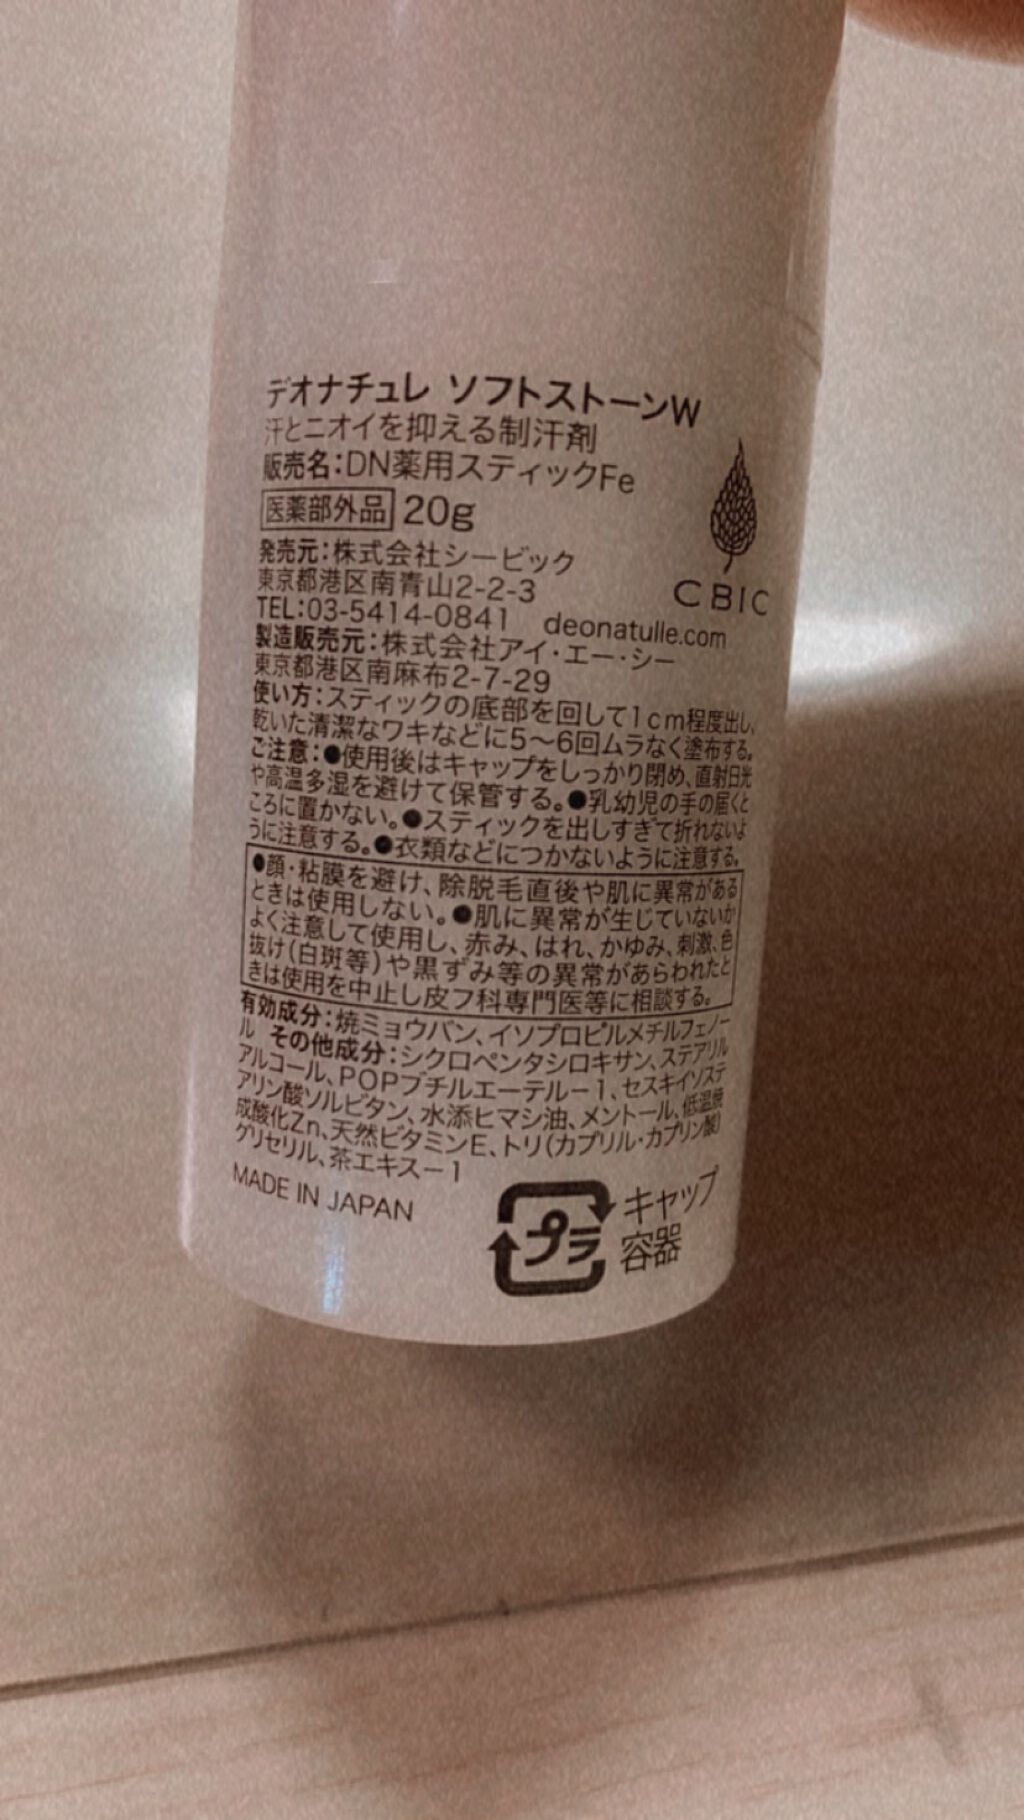 デオナチュレ ソフトストーンW
汗とニオイを抑える制汗剤
販売名：DN薬用スティックFe
医薬部外品 20g
CBIC
発売元：株式会社シービック
東京都港区南青山2-2-3
TEL：03-5414-0841 deonatulle.com
製造販売元：株式会社アイ・エー・シー
東京都港区南麻布2-7-29
使い方：スティックの底部を回して1cm程度出し、
乾いた清潔なワキなどに5〜6回ムラなく塗布する。
ご注意：●使用後はキャップをしっかり閉め、直射日光
や高温多湿を避けて保管する。●乳幼児の手の届くと
ころに置かない。●スティックを出しすぎて折れないよ
うに注意する。●衣類などにつかないように注意する。
●顔・粘膜を避け、除脱毛直後や肌に異常がある
ときは使用しない。●肌に異常が生じていないか
よく注意して使用し、赤み、はれ、かゆみ、刺激、色
抜け（白斑等）や黒ずみ等の異常があらわれたと
きは使用を中止し皮フ科専門医等に相談する。
有効成分：焼ミョウバン、イソプロピルメチルフェノー
ル その他成分：シクロペンタシロキサン、ステアリル
アルコール、POPブチルエーテル－1、セスキイソステ
アリン酸ソルビタン、水添ヒマシ油、メントール、低温焼
成酸化Zn、天然ビタミンE、トリ（カプリル・カプリン酸）
グリセリル、茶エキス－1
MADE IN JAPAN
プラ
キャップ
容器